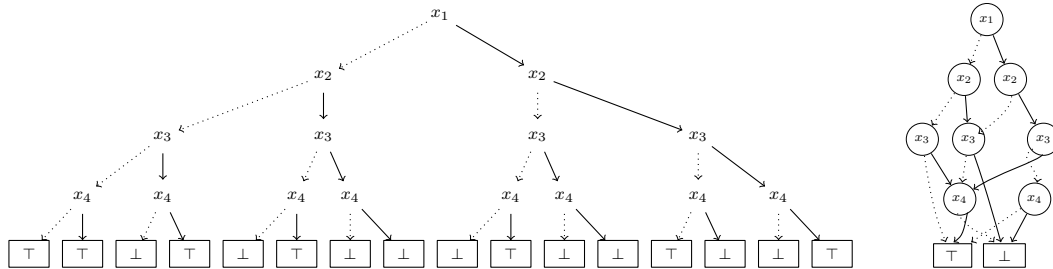 x₁ x₁
x₂ x₂ x₂ x₂
x₃ x₃ x₃ x₃ x₃ x₃ x₃
x₄ x₄ x₄ x₄ x₄ x₄ x₄ x₄ x₄ x₄
⊤ ⊤ ⊥ ⊤ ⊥ ⊤ ⊥ ⊥ ⊥ ⊤ ⊥ ⊥ ⊤ ⊥ ⊥ ⊤ ⊤ ⊥